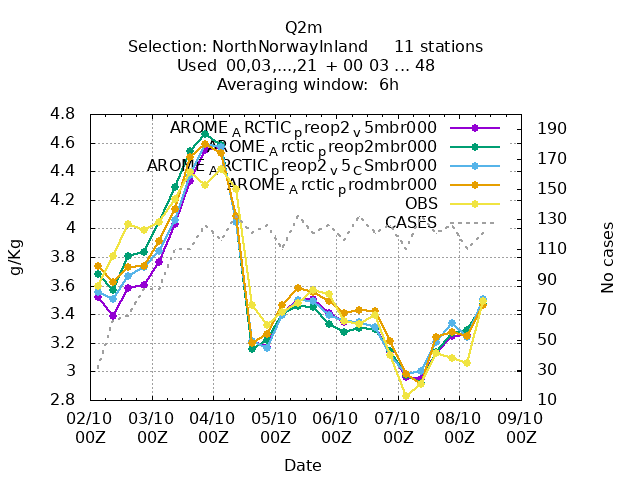 Q2m
Selection: NorthNorwayInland 11 stations
Used 00,03,...,21 + 00 03 ... 48
Averaging window: 6h
4.8
4.6
4.4
4.2
4
3.8
3.6
3.4
3.2
3
2.8
g/Kg
AROME_ARCTIC_preop2_v5mbr000
AROME_Arctic_preop2mbr000
AROME_ARCTIC_preop2_v5_CSmbr000
AROME_Arctic_prodmbr000
OBS
CASES
190
170
150
130
110
90
70
50
30
10
No cases
02/10 03/10 04/10 05/10 06/10 07/10 08/10 09/10
00Z 00Z 00Z 00Z 00Z 00Z 00Z 00Z
Date